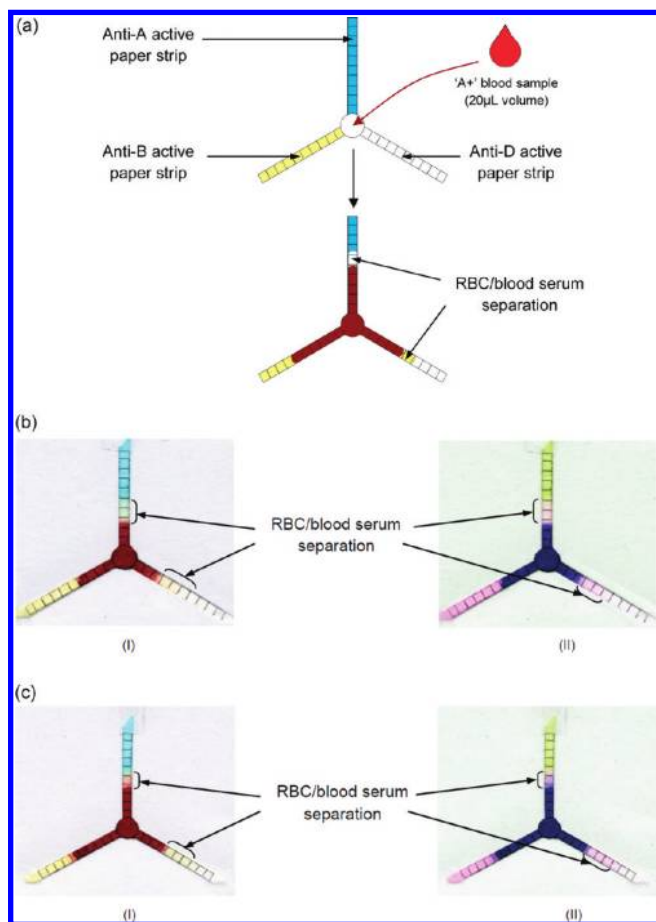 (a)
Anti-A active
paper strip
'A+' blood sample
(20µL volume)
Anti-B active
paper strip
Anti-D active
paper strip
RBC/blood serum
separation
(b)
RBC/blood serum
separation
(I)
(II)
(c)
RBC/blood serum
separation
(I)
(II)